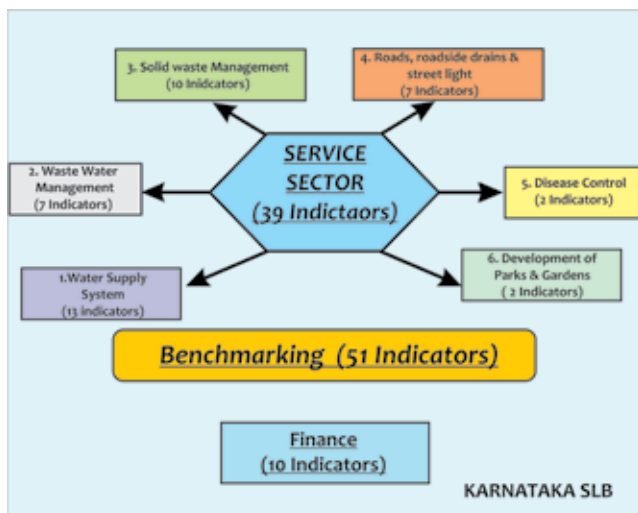 3. Solid waste Management
(10 Inidcators)
4. Roads, roadside drains &
street light
(7 Indicators)
SERVICE
SECTOR
(39 Indictaors)
2. Waste Water
Management
(7 Indicators)
5. Disease Control
(2 Indicators)
1.Water Supply
System
(13 indicators)
6. Development of
Parks & Gardens
( 2 Indicators)
Benchmarking (51 Indicators)
Finance
(10 Indicators)
KARNATAKA SLB